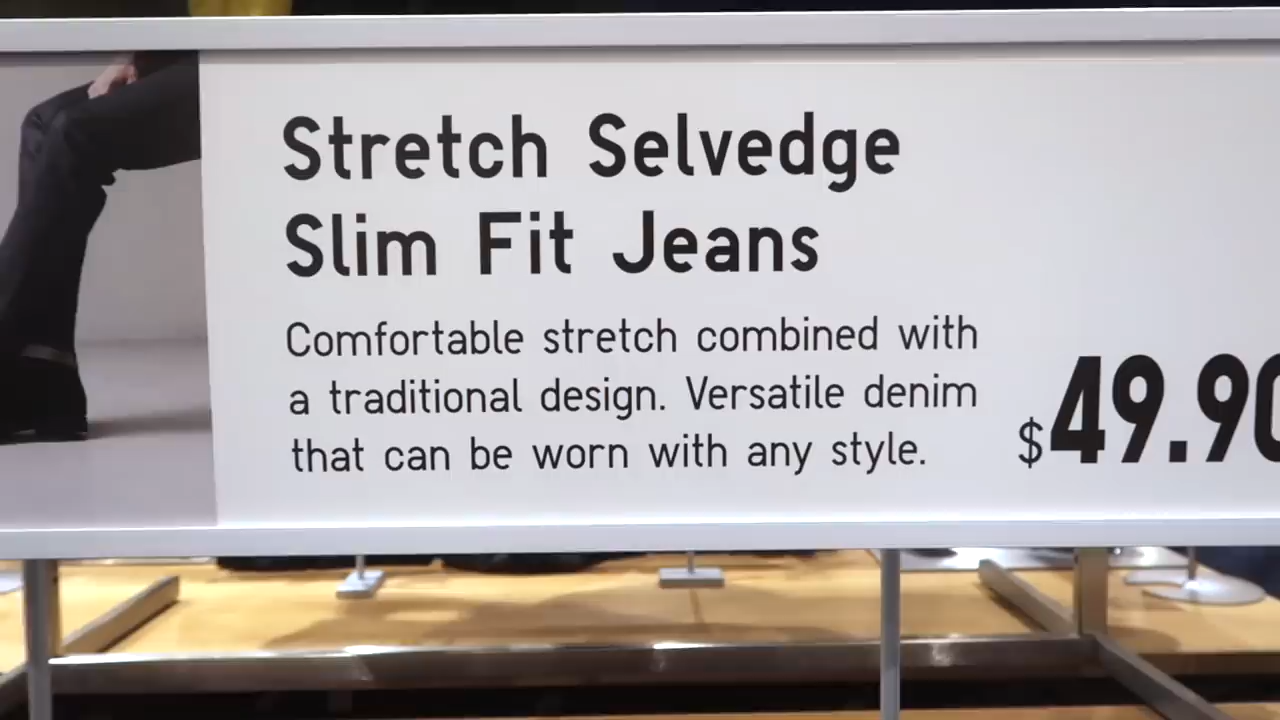 Stretch Selvedge
Slim Fit Jeans
Comfortable stretch combined with
a traditional design. Versatile denim
that can be worn with any style.
$49.90